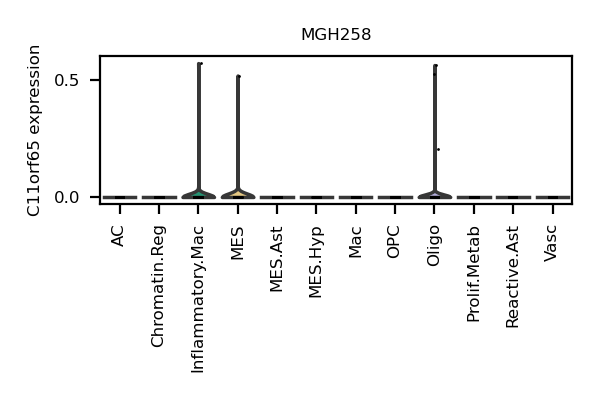 MGH258
C11orf65 expression
0.5
0.0
AC
Chromatin.Reg
Inflammatory.Mac
MES
MES.Ast
MES.Hyp
Mac
OPC
Oligo
Prolif.Metab
Reactive.Ast
Vasc